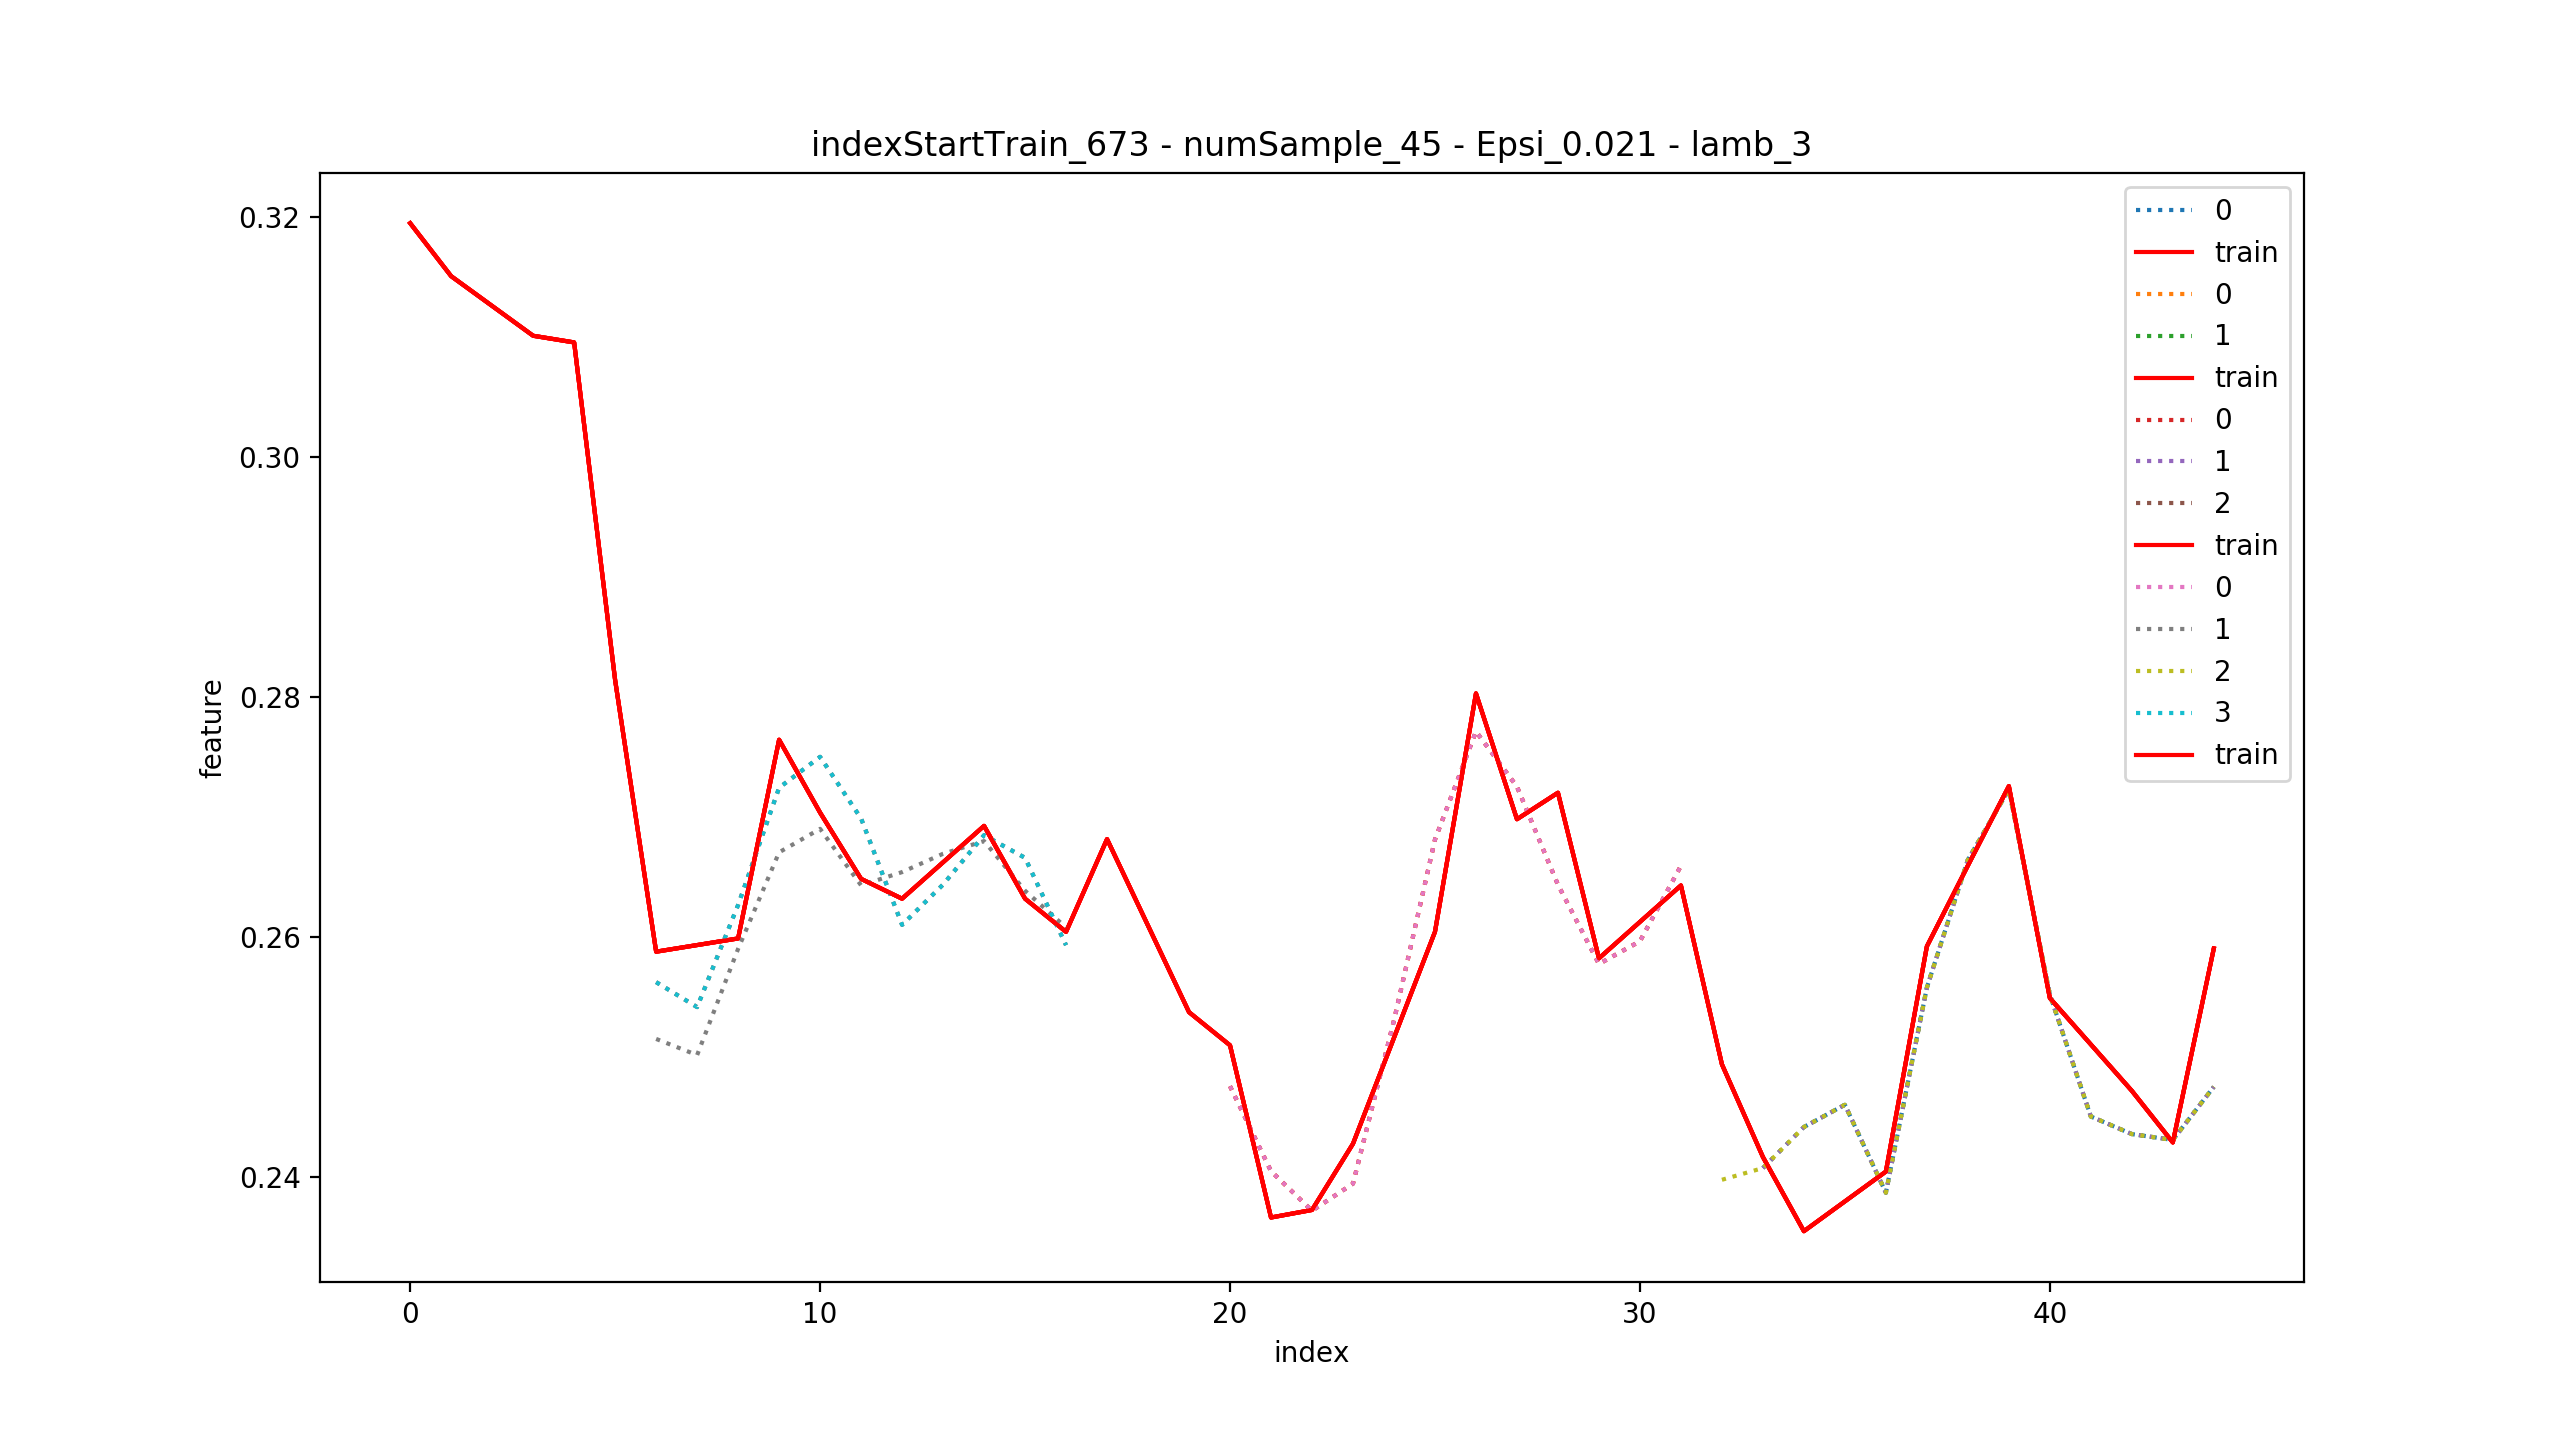 indexStartTrain_673 - numSample_45 - Epsi_0.021 - lamb_3
0.32
0.30
0.28
0.26
0.24
feature
0
10
20
30
40
index
0
train
0
1
train
0
1
2
train
0
1
2
3
train